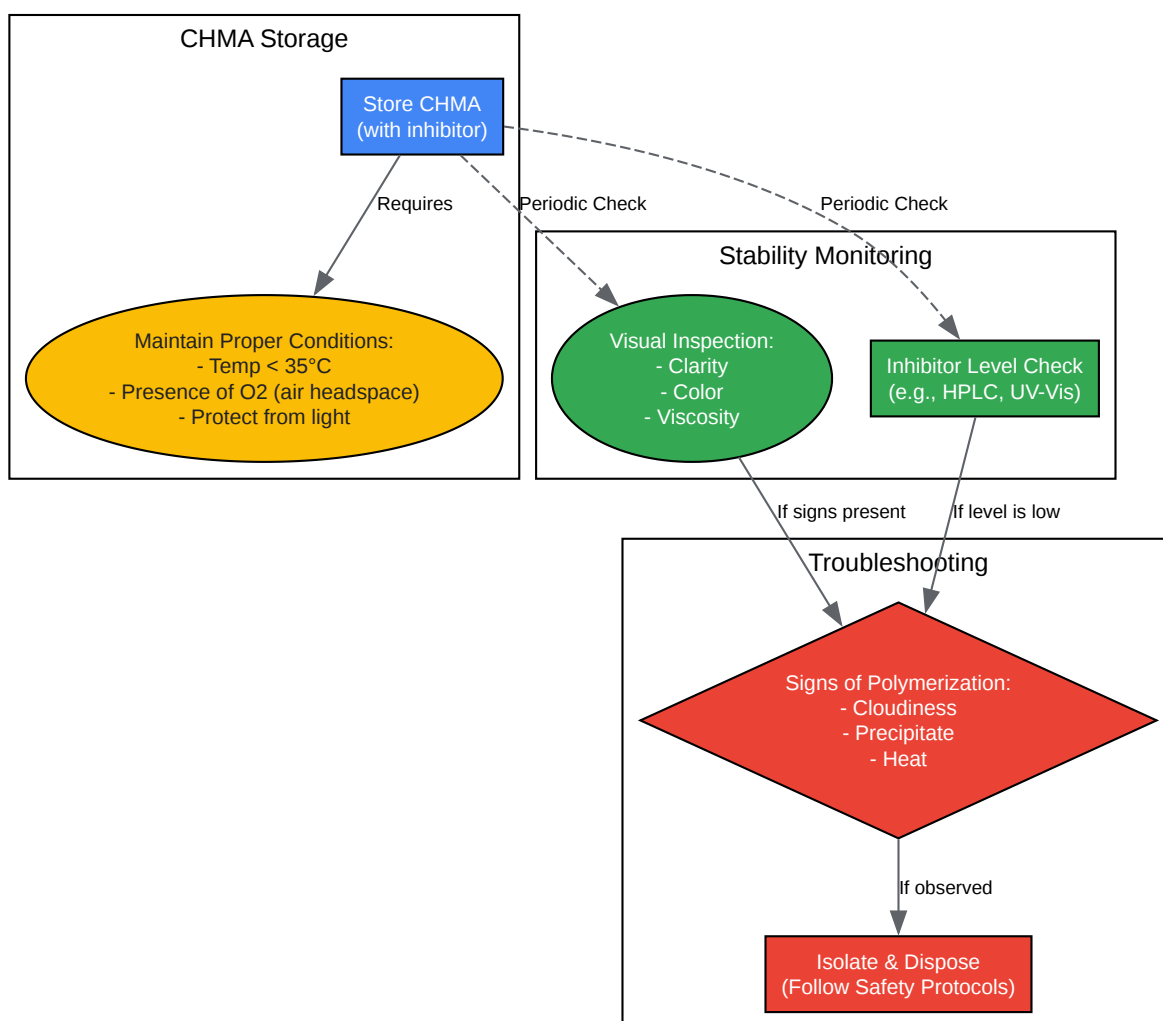 CHMA Storage
Store CHMA
(with inhibitor)
Requires
Periodic Check
Periodic Check
Stability Monitoring
Maintain Proper Conditions:
- Temp < 35°C
- Presence of O2 (air headspace)
- Protect from light
Visual Inspection:
- Clarity
- Color
- Viscosity
Inhibitor Level Check
(e.g., HPLC, UV-Vis)
If signs present
If level is low
Troubleshooting
Signs of Polymerization:
- Cloudiness
- Precipitate
- Heat
If observed
Isolate & Dispose
(Follow Safety Protocols)